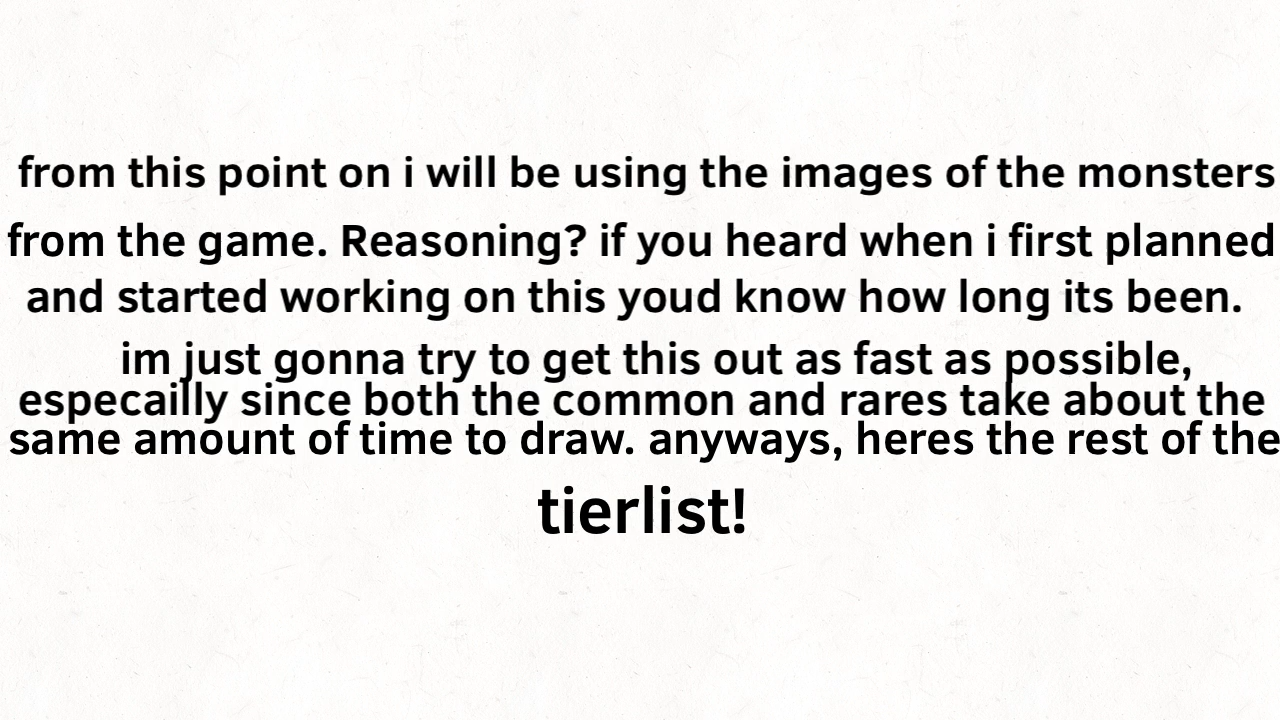 from this point on i will be using the images of the monsters
from the game. Reasoning? if you heard when i first planned
and started working on this youd know how long its been.
im just gonna try to get this out as fast as possible,
especailly since both the common and rares take about the
same amount of time to draw. anyways, heres the rest of the
tierlist!